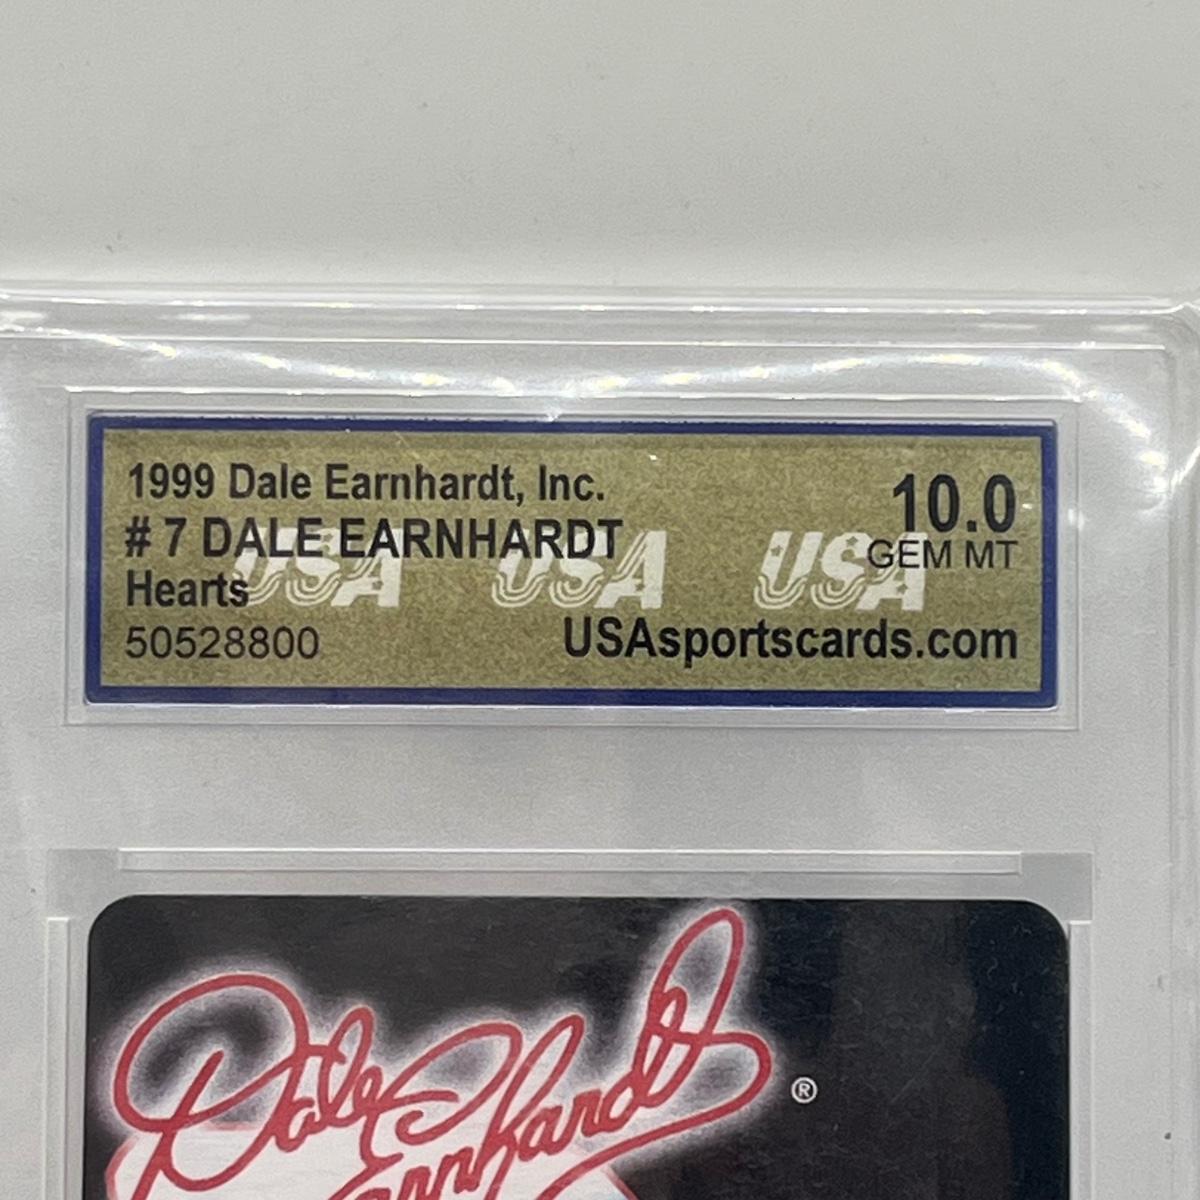 1999 Dale Earnhardt, Inc.
10.0
# 7 DALE EARNHARDT
GEM MT
Hearts
USA USA USA
50528800
USAsportscards.com
Dale
Earnhardt
®